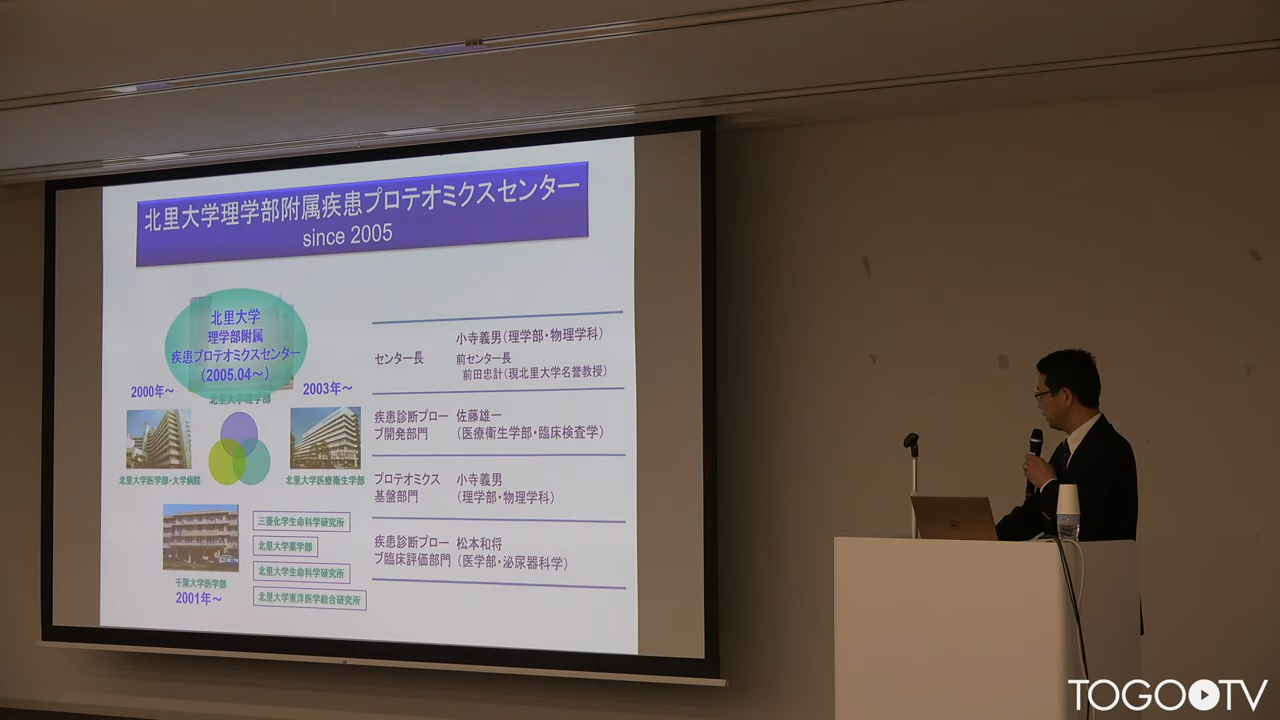 北里大学理学部附属疾患プロテオミクスセンター
since 2005
北里大学
理学部附属
疾患プロテオミクスセンター
(2005.04～)
北里大学理学部
2000年～
2003年～
北里大学医学部・大学病院
北里大学医療衛生学部
千葉大学医学部
2001年～
三菱化学生命科学研究所
北里大学薬学部
北里大学生命科学研究所
北里大学東洋医学総合研究所
センター長
小寺義男(理学部・物理学科)
前センター長
前田忠計(現北里大学名誉教授)
疾患診断プロー
ブ開発部門
佐藤雄一
(医療衛生学部・臨床検査学)
プロテオミクス
基盤部門
小寺義男
(理学部・物理学科)
疾患診断プロー
ブ臨床評価部門
松本和将
(医学部・泌尿器科学)
TOGOTV